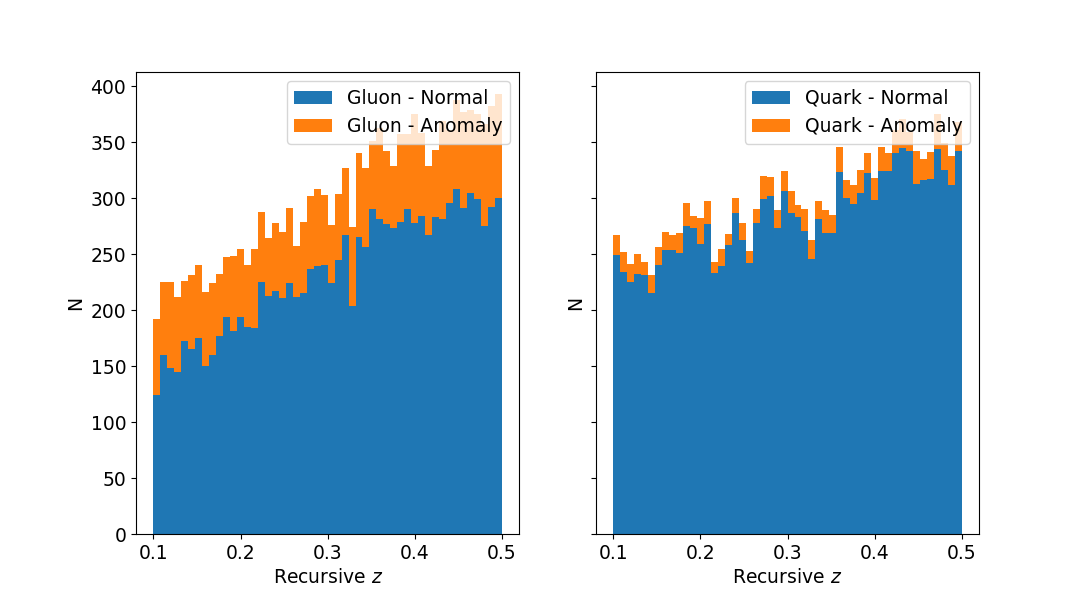 Gluon - Normal
Gluon - Anomaly
400
350
300
250
200
150
100
50
0
N
0.1 0.2 0.3 0.4 0.5
Recursive z
Quark - Normal
Quark - Anomaly
N
0.1 0.2 0.3 0.4 0.5
Recursive z